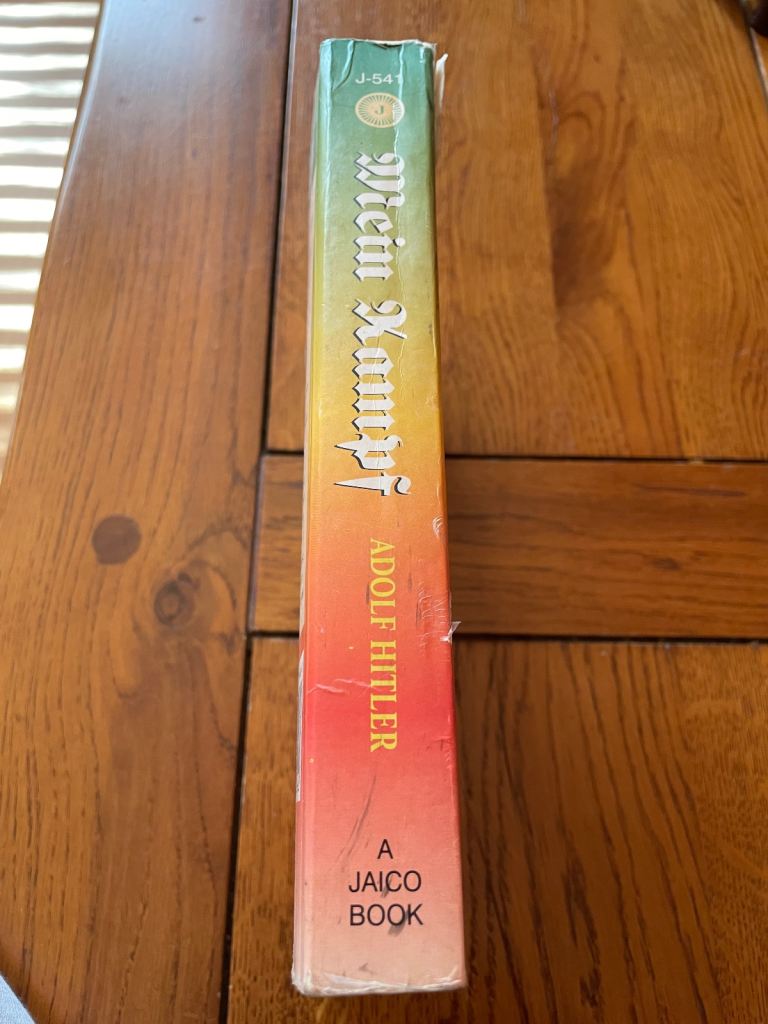 J-541
J
Mein Kampf
ADOLF HITLER
A
JAICO
BOOK